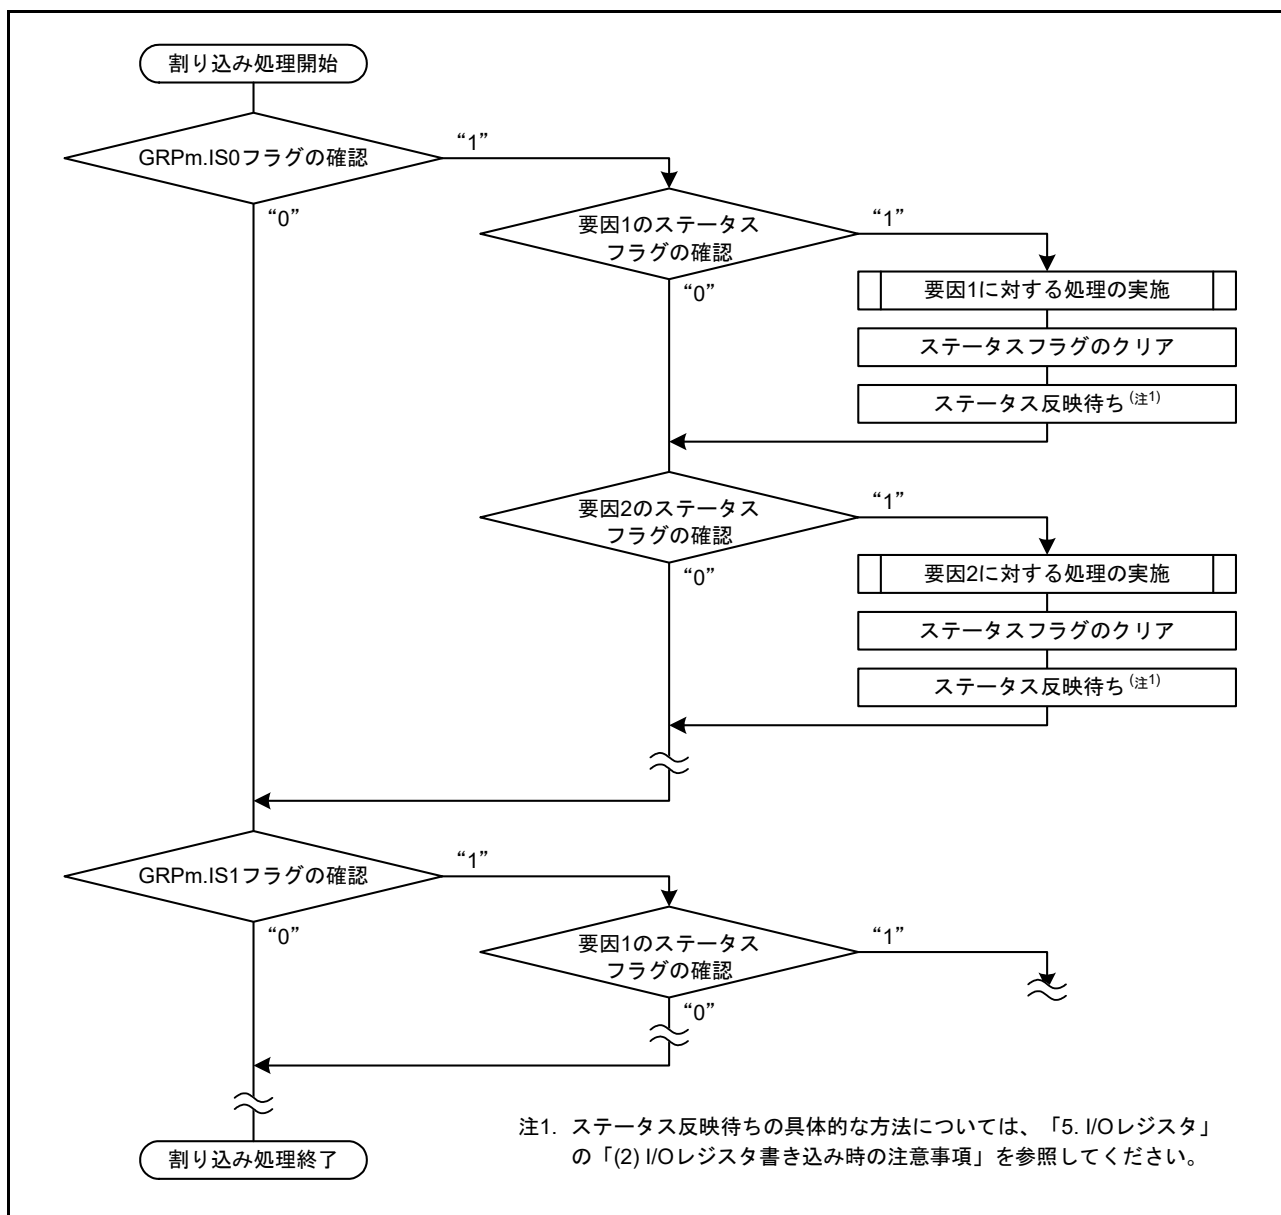 割り込み処理開始
GRPm.IS0フラグの確認
“1”
“0”
要因1のステータス
フラグの確認
“1”
“0”
要因1に対する処理の実施
ステータスフラグのクリア
ステータス反映待ち(注1)
要因2のステータス
フラグの確認
“1”
“0”
要因2に対する処理の実施
ステータスフラグのクリア
ステータス反映待ち(注1)
GRPm.IS1フラグの確認
“1”
“0”
要因1のステータス
フラグの確認
“1”
“0”
注1. ステータス反映待ちの具体的な方法については、「5. I/Oレジスタ」
の「(2) I/Oレジスタ書き込み時の注意事項」を参照してください。
割り込み処理終了